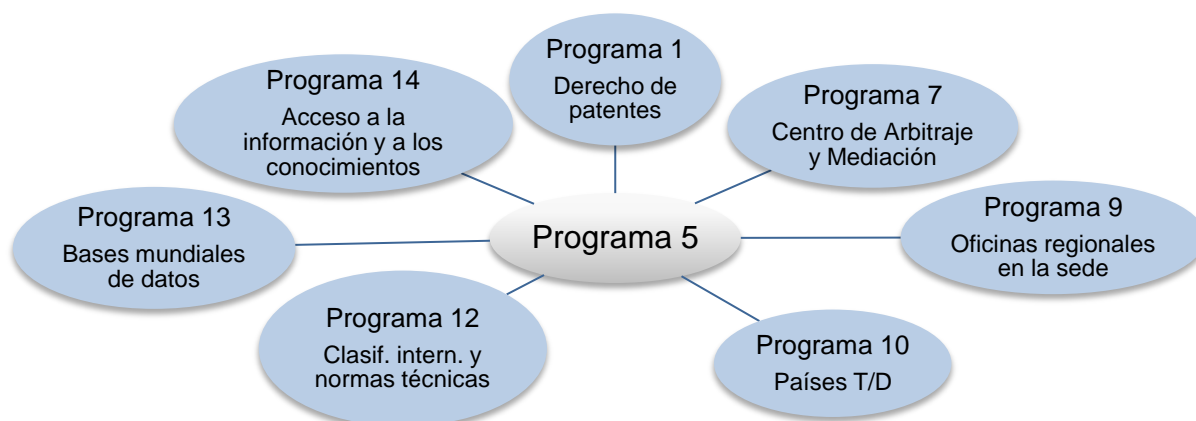 Programa 1
Derecho de
patentes
Programa 14
Acceso a la
información y a los
conocimientos
Programa 7
Centro de Arbitraje
y Mediación
Programa 13
Bases mundiales
de datos
Programa 5
Programa 9
Oficinas regionales
en la sede
Programa 12
Clasif. intern. y
normas técnicas
Programa 10
Países T/D